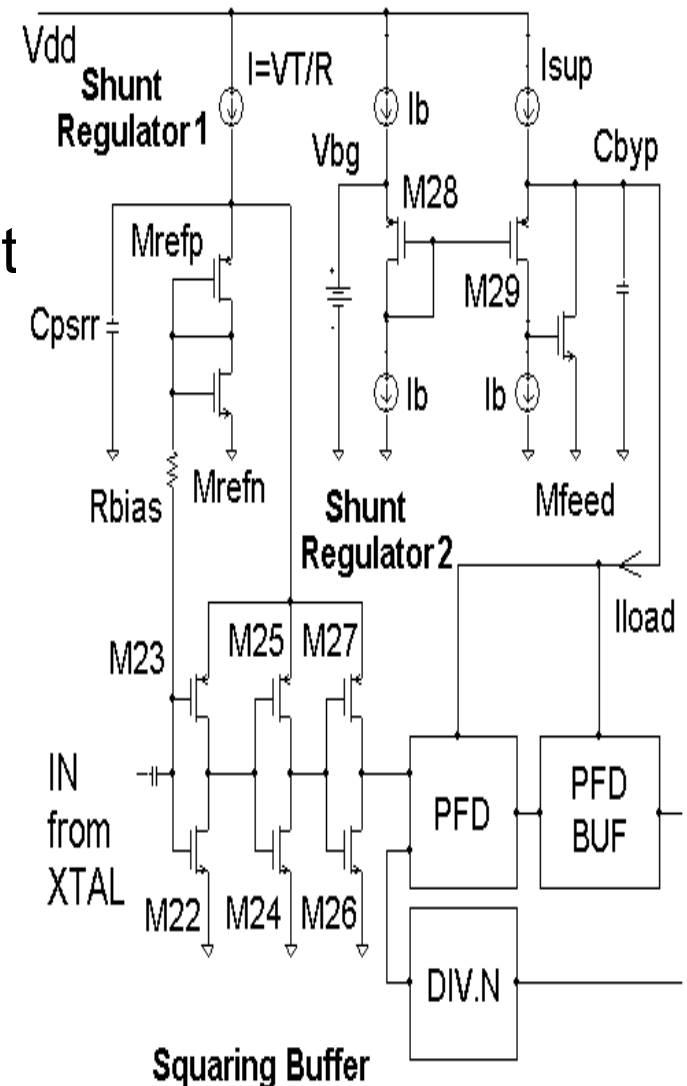 Vdd
Shunt
Regulator1
I=VT/R
Ib
Isup
Vbg
M28
Cbyp
t
Mrefp
M29
Cpsrr
Ib
Ib
Rbias
Mrefn
Shunt
Regulator2
Mfeed
Iload
M23
M25
M27
IN
from
XTAL
PFD
PFD
BUF
M22
M24
M26
DIV.N
Squaring Buffer